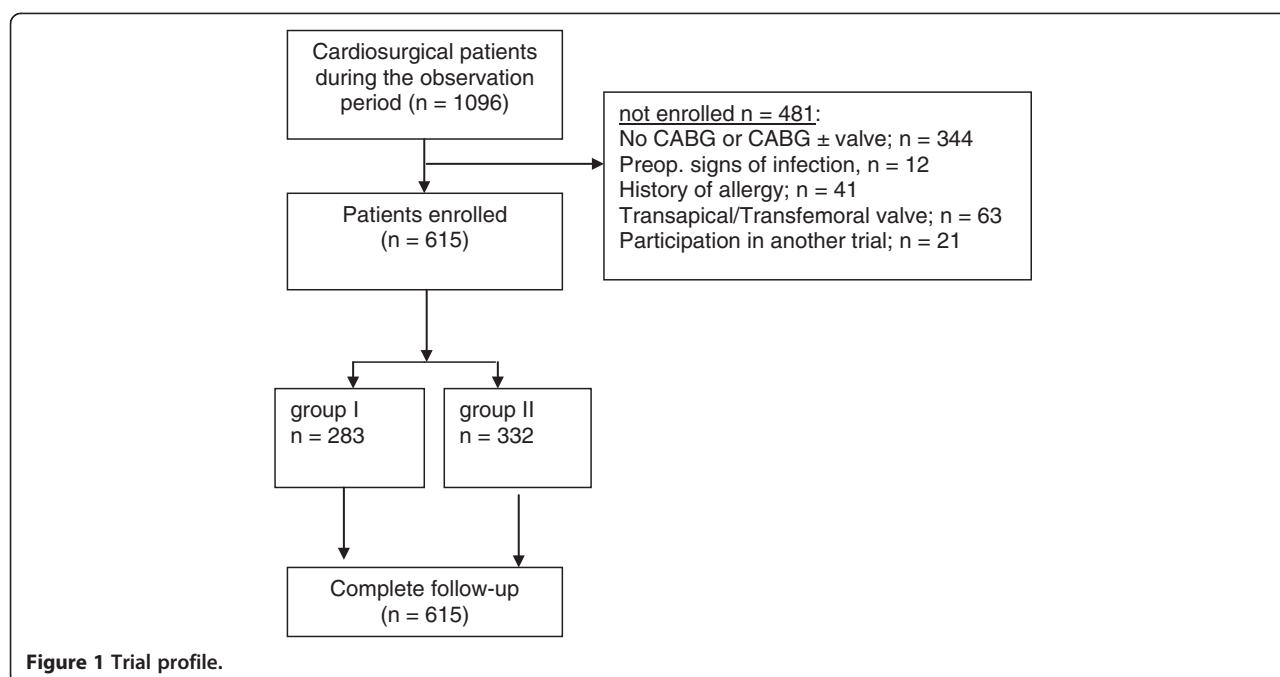 Cardiosurgical patients
during the observation
period (n = 1096)
not enrolled n = 481:
No CABG or CABG ± valve; n = 344
Preop. signs of infection, n = 12
History of allergy; n = 41
Transapical/Transfemoral valve; n = 63
Participation in another trial; n = 21
Patients enrolled
(n = 615)
group I
n = 283
group II
n = 332
Complete follow-up
(n = 615)
Figure 1 Trial profile.